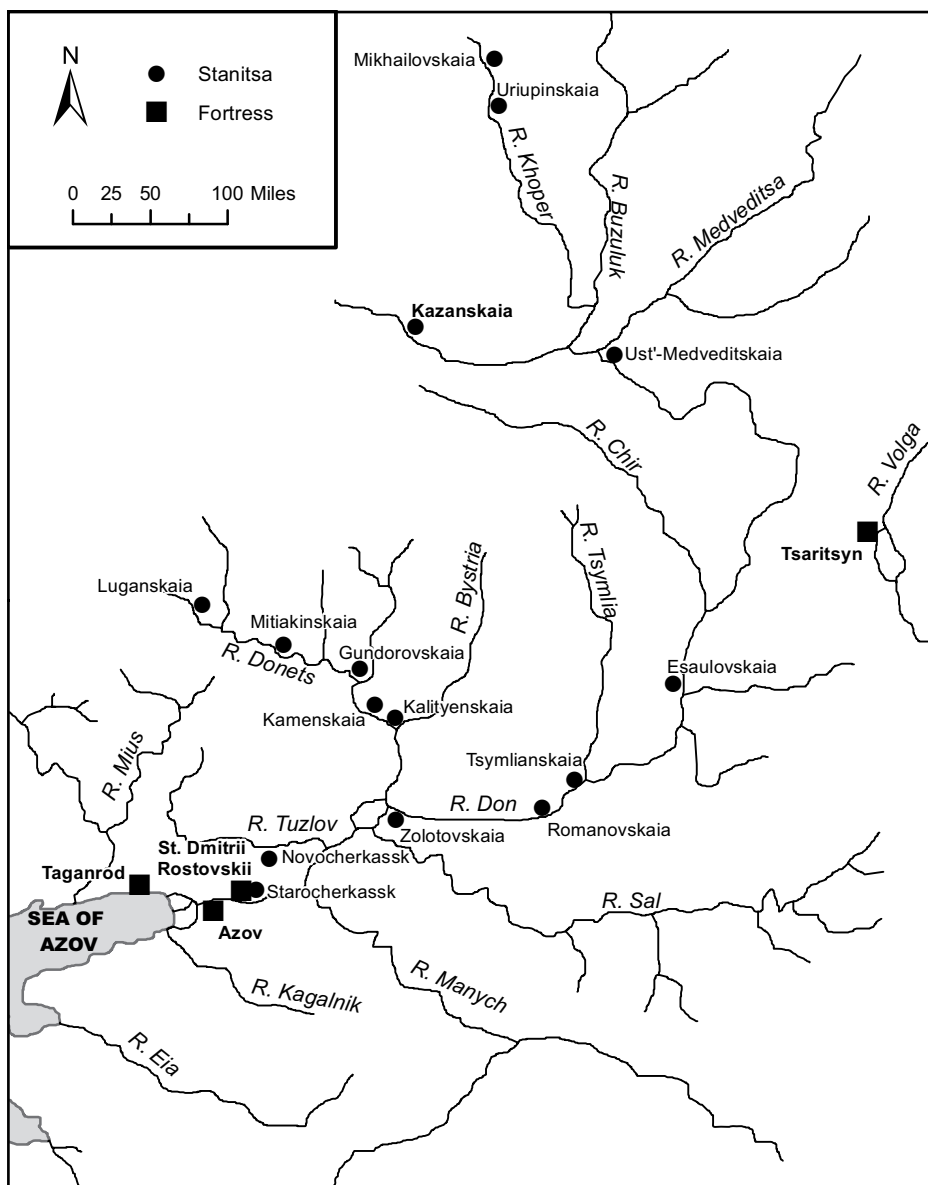 N
Stanitsa
Fortress
0 25 50 100 Miles
Mikhailovskaia
Uriupinskaia
R. Khoper
R. Buzuluk
R. Medveditsa
Kazanskaia
Ust'-Medveditskaia
R. Chir
R. Volga
Tsaritsyn
R. Bystria
R. Tsymlia
Luganskaia
Mitiakinskaia
R. Donets
Gundorovskaia
Esaulovskaia
Kamenskaia
Kalityenskaia
R. Mius
Tsymlianskaia
R. Don
Romanovskaia
Zolotovskaia
R. Tuzlov
St. Dmitrii
Rostovskii
Novocherkassk
Taganrod
Starocherkassk
Azov
SEA OF
AZOV
R. Sal
R. Kagalnik
R. Manych
R. Eia